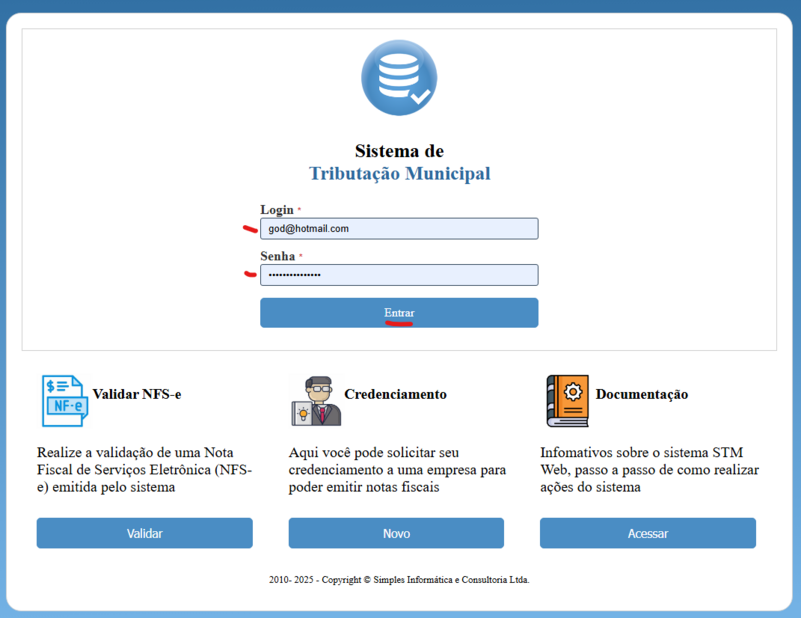 Sistema de
Tributação Municipal
Login *
god@hotmail.com
Senha *
•••••••••••••••
Entrar
$
NF-e
Validar NFS-e
Credenciamento
Documentação
Realize a validação de uma Nota
Fiscal de Serviços Eletrônica (NFS-
e) emitida pelo sistema
Aqui você pode solicitar seu
credenciamento a uma empresa para
poder emitir notas fiscais
Infomativos sobre o sistema STM
Web, passo a passo de como realizar
ações do sistema
Validar
Novo
Acessar
2010- 2025 - Copyright © Simples Informática e Consultoria Ltda.